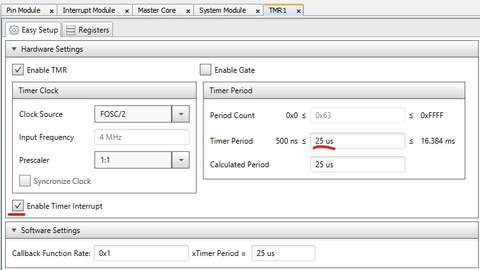 Pin Module Interrupt Module Master Core System Module TMR1
Easy Setup Registers
Hardware Settings
Enable TMR Enable Gate
Timer Clock
Clock Source FOSC/2
Input Frequency 4 MHz
Prescaler 1:1
Syncronize Clock
Timer Period
Period Count 0x0 ≤ 0x63 ≤ 0xFFFF
Timer Period 500 ns ≤ 25 us ≤ 16.384 ms
Calculated Period 25 us
Enable Timer Interrupt
Software Settings
Callback Function Rate: 0x1 xTimer Period = 25 us